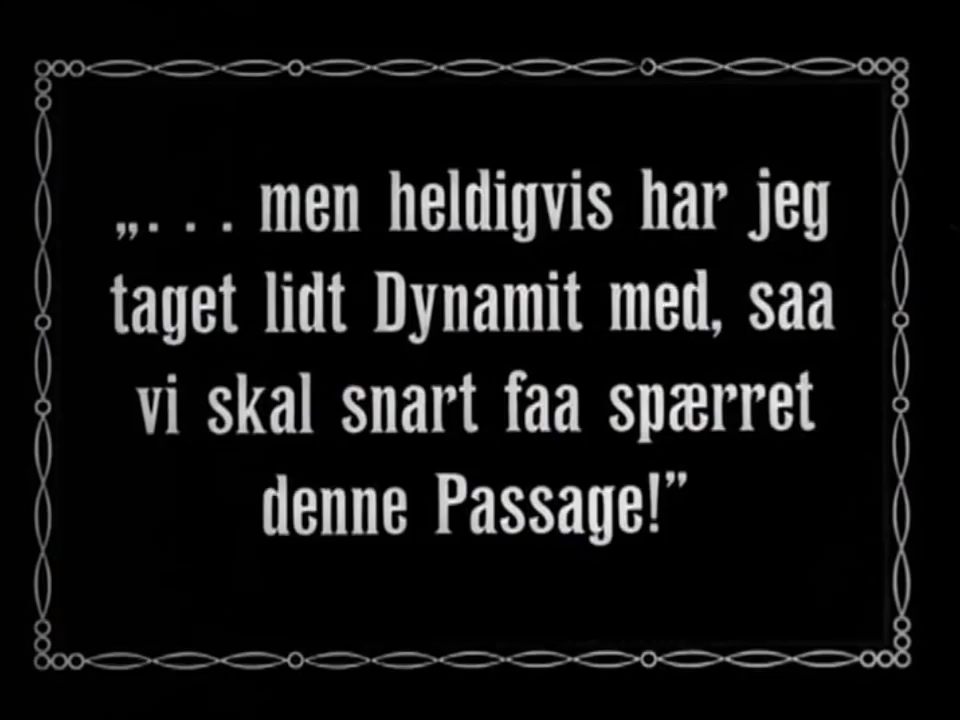 „. . . men heldigvis har jeg
taget lidt Dynamit med, saa
vi skal snart faa spærret
denne Passage!”